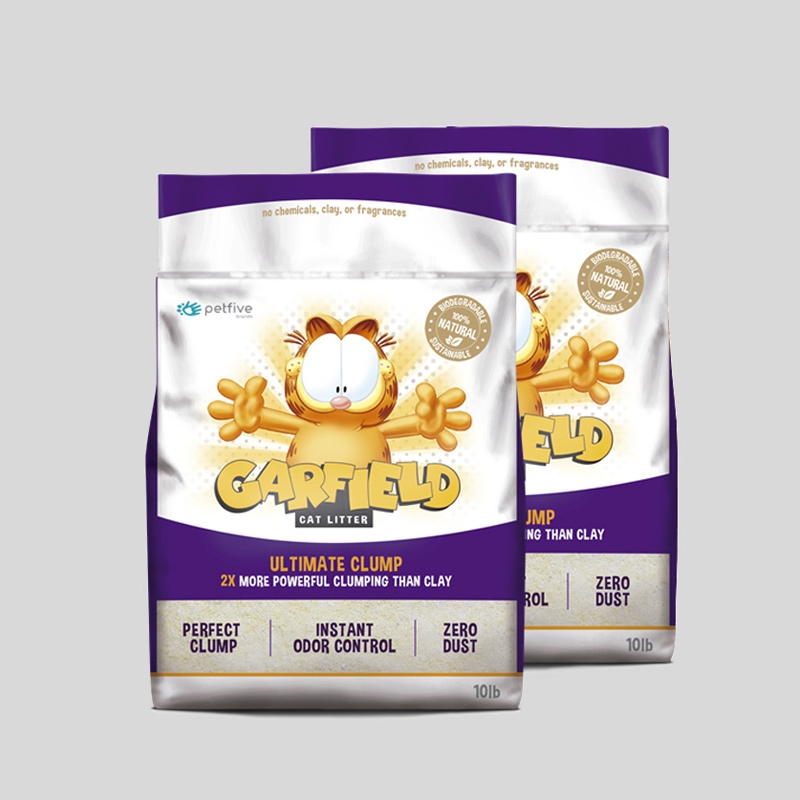 no chemicals, clay, or fragrances
petfive
brands
BIODEGRADABLE
100%
NATURAL
SUSTAINABLE
GARFIELD
CAT LITTER
ULTIMATE CLUMP
2X MORE POWERFUL CLUMPING THAN CLAY
PERFECT
CLUMP
INSTANT
ODOR CONTROL
ZERO
DUST
10lb
no chemicals, clay, or fragrances
BIODEGRADABLE
100%
NATURAL
SUSTAINABLE
ELD
UMP
ING THAN CLAY
ROL
ZERO
DUST
10lb